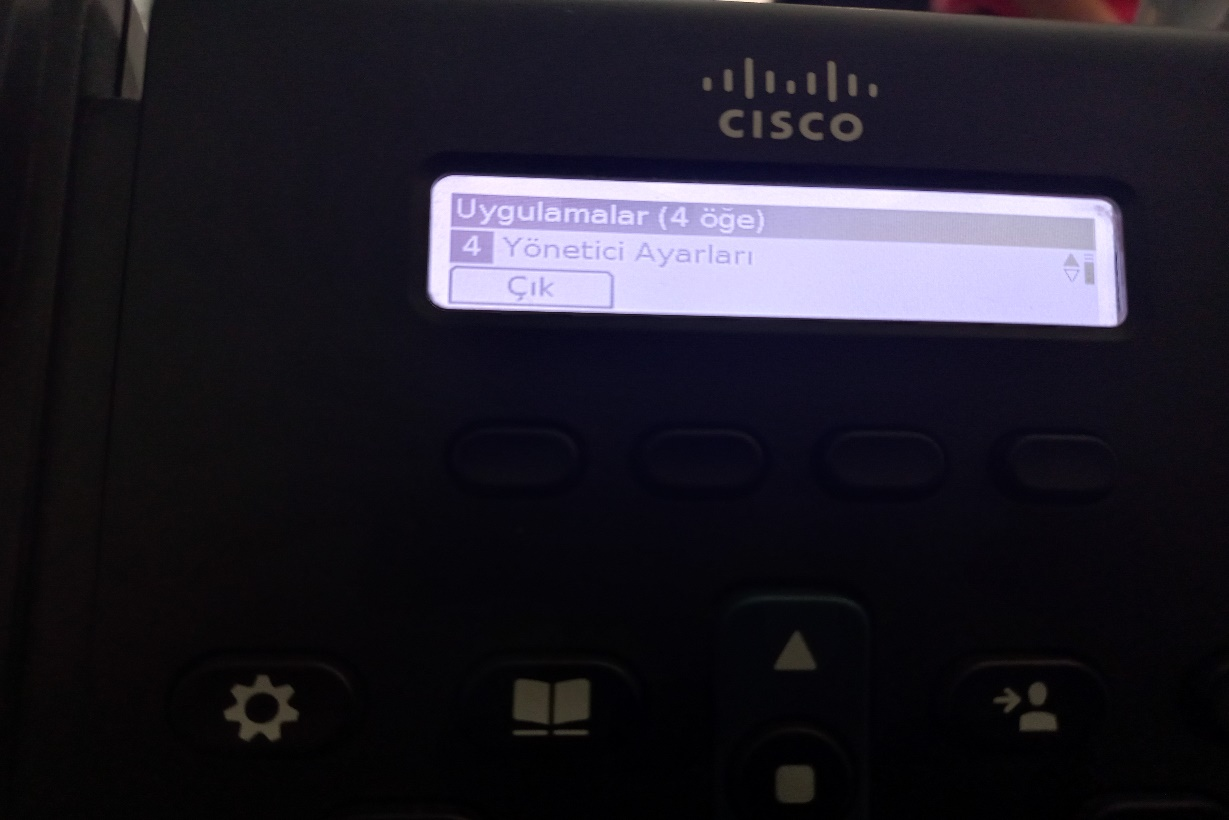 CISCO
Uygulamalar (4 öğe)
4 Yönetici Ayarları
Çık